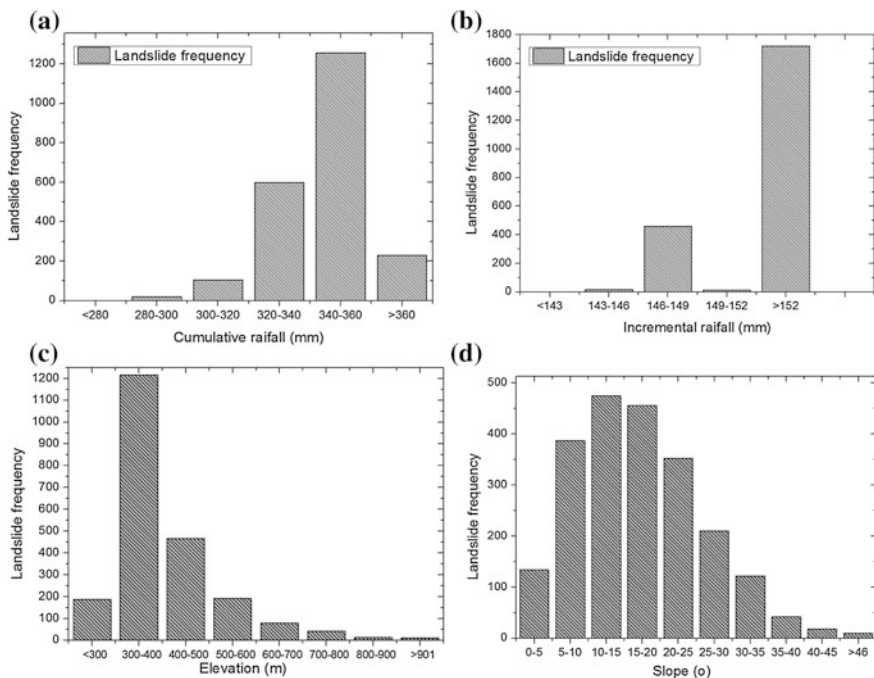 (a)
Landslide frequency
1200
1000
800
600
400
200
0
Landslide frequency
<280 280-300 300-320 320-340 340-360 >360
Cumulative raifall (mm)
(b)
Landslide frequency
1800
1600
1400
1200
1000
800
600
400
200
0
Landslide frequency
<143 143-146 146-149 149-152 >152
Incremental raifall (mm)
(c)
1200
1100
1000
900
800
700
600
500
400
300
200
100
0
Landslide frequency
<300 300-400 400-500 500-600 600-700 700-800 800-900 >901
Elevation (m)
(d)
500
400
300
200
100
0
Landslide frequency
0-5 5-10 10-15 15-20 20-25 25-30 30-35 35-40 40-45 >46
Slope (o)